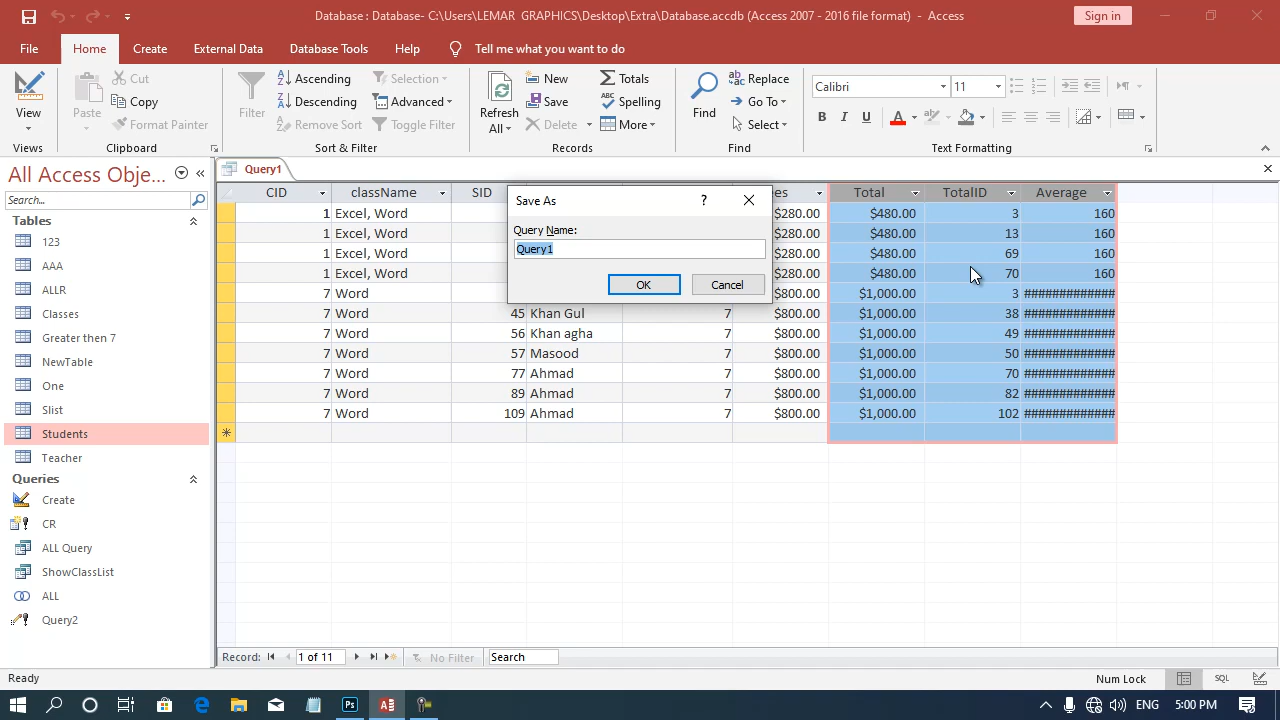 Database : Database- C:\Users\LEMAR  GRAPHICS\Desktop\Extra\Database.accdb (Access 2007 - 2016 file format)  -  Access
Sign in
File Home Create External Data Database Tools Help Tell me what you want to do
View
Views
Paste
Cut
Copy
Format Painter
Clipboard
Filter
Ascending
Descending
Remove Sort
Selection
Advanced
Toggle Filter
Sort & Filter
Refresh
All
New
Save
Delete
Totals
Spelling
More
Records
Find
Replace
Go To
Select
Find
Calibri 11
B I U A
Text Formatting
All Access Obje...
Search...
Tables
123
AAA
ALLR
Classes
Greater then 7
NewTable
One
Slist
Students
Teacher
Queries
Create
CR
ALL Query
ShowClassList
ALL
Query2
Query1
CID className SID es Total TotalID Average
1 Excel, Word $280.00 $480.00 3 160
1 Excel, Word $280.00 $480.00 13 160
1 Excel, Word $280.00 $480.00 69 160
1 Excel, Word $280.00 $480.00 70 160
7 Word $800.00 $1,000.00 3 #############
7 Word 45 Khan Gul 7 $800.00 $1,000.00 38 #############
7 Word 56 Khan agha 7 $800.00 $1,000.00 49 #############
7 Word 57 Masood 7 $800.00 $1,000.00 50 #############
7 Word 77 Ahmad 7 $800.00 $1,000.00 70 #############
7 Word 89 Ahmad 7 $800.00 $1,000.00 82 #############
7 Word 109 Ahmad 7 $800.00 $1,000.00 102 #############
Save As ?
Query Name:
Query1
OK Cancel
Record: 1 of 11 No Filter Search
Ready
Num Lock
SQL
Ps
ENG
5:00 PM